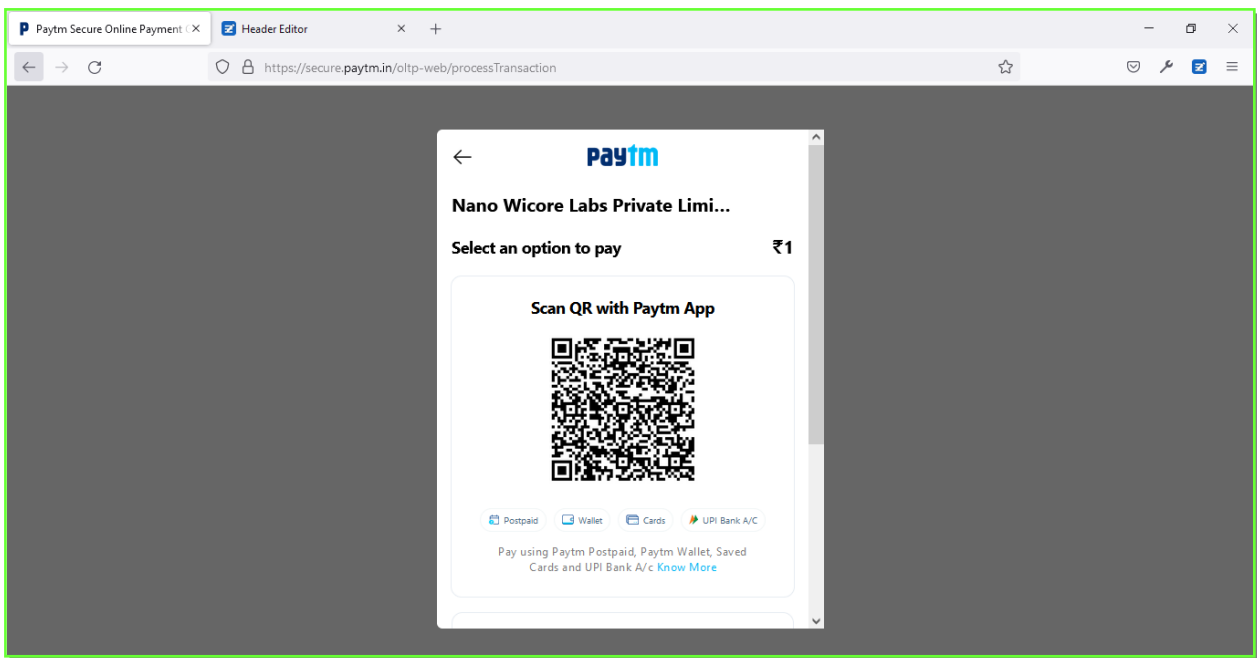 Paytm Secure Online Payment (
Header Editor
https://secure.paytm.in/oltp-web/processTransaction
paytm
Nano Wicore Labs Private Limi...
Select an option to pay ₹1
Scan QR with Paytm App
Postpaid Wallet Cards UPI Bank A/C
Pay using Paytm Postpaid, Paytm Wallet, Saved
Cards and UPI Bank A/c Know More